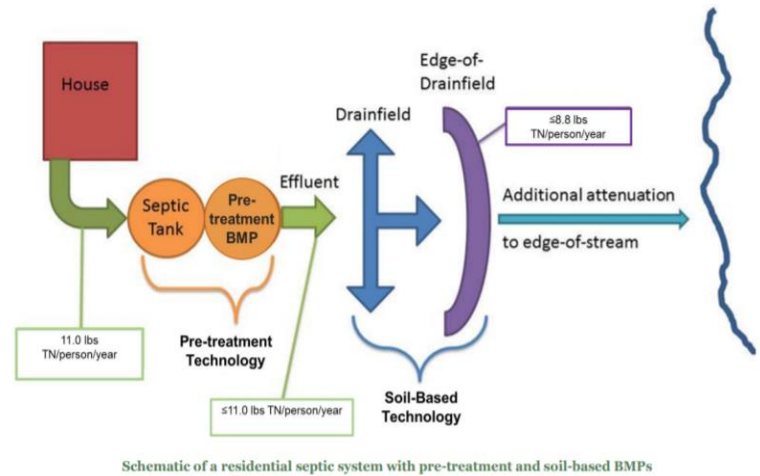 House
Edge-of-
Drainfield
≤8.8 lbs
TN/person/year
Drainfield
Effluent
Septic
Tank
Pre-
treatment
BMP
Additional attenuation
to edge-of-stream
11.0 lbs
TN/person/year
Pre-treatment
Technology
≤11.0 lbs TN/person/year
Soil-Based
Technology
Schematic of a residential septic system with pre-treatment and soil-based BMPs